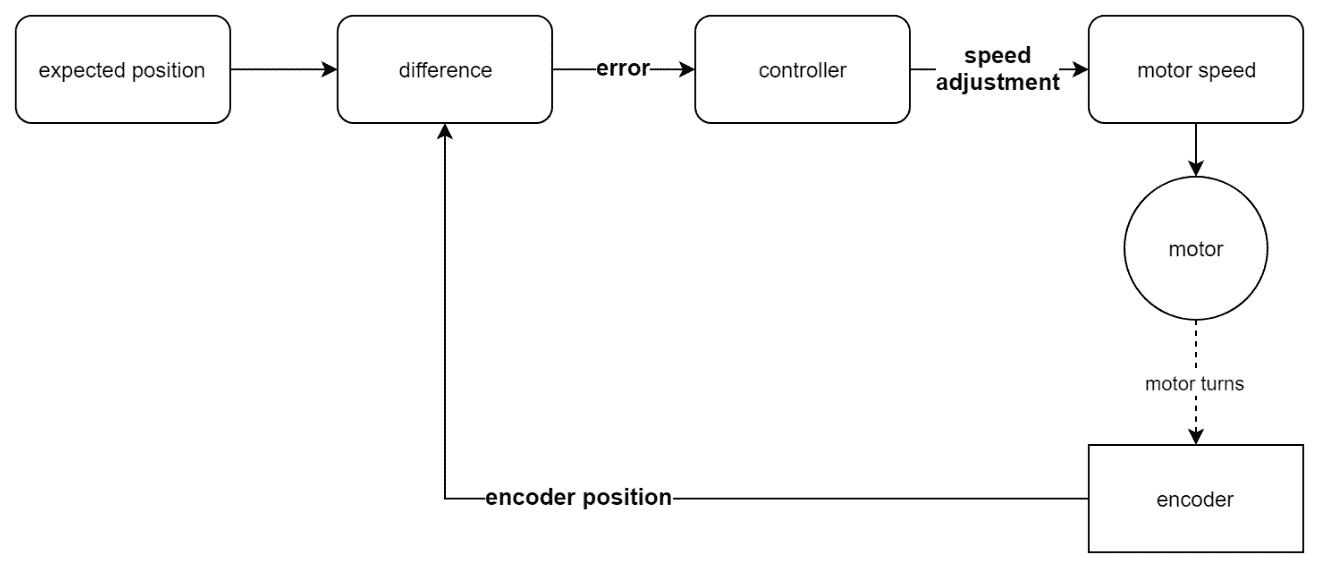 expected position
difference
error
controller
speed
adjustment
motor speed
motor
motor turns
encoder position
encoder